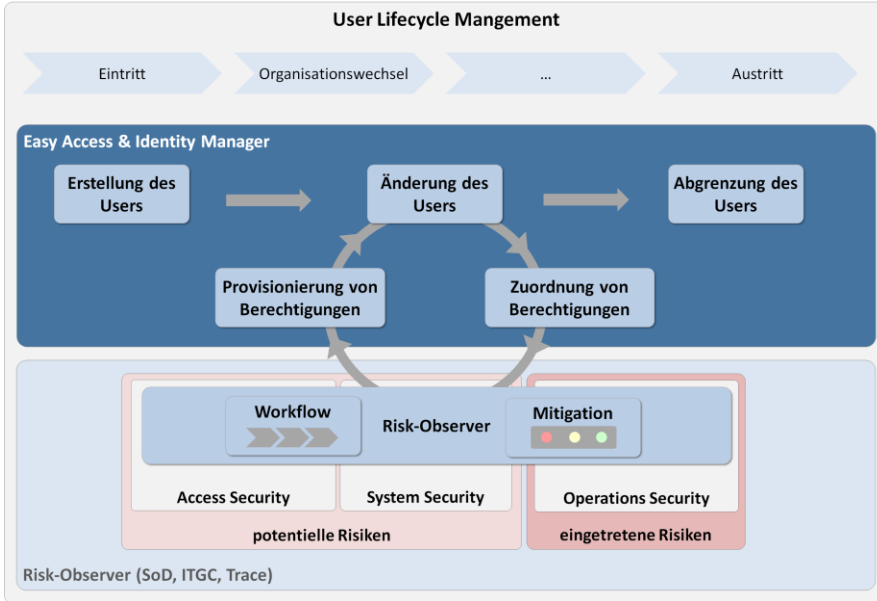 User Lifecycle Mangement
Eintritt
Organisationswechsel
...
Austritt
Easy Access & Identity Manager
Erstellung des
Users
Änderung des
Users
Abgrenzung des
Users
Provisionierung von
Berechtigungen
Zuordnung von
Berechtigungen
Workflow
Risk-Observer
Mitigation
Access Security
System Security
Operations Security
potentielle Risiken
eingetretene Risiken
Risk-Observer (SoD, ITGC, Trace)